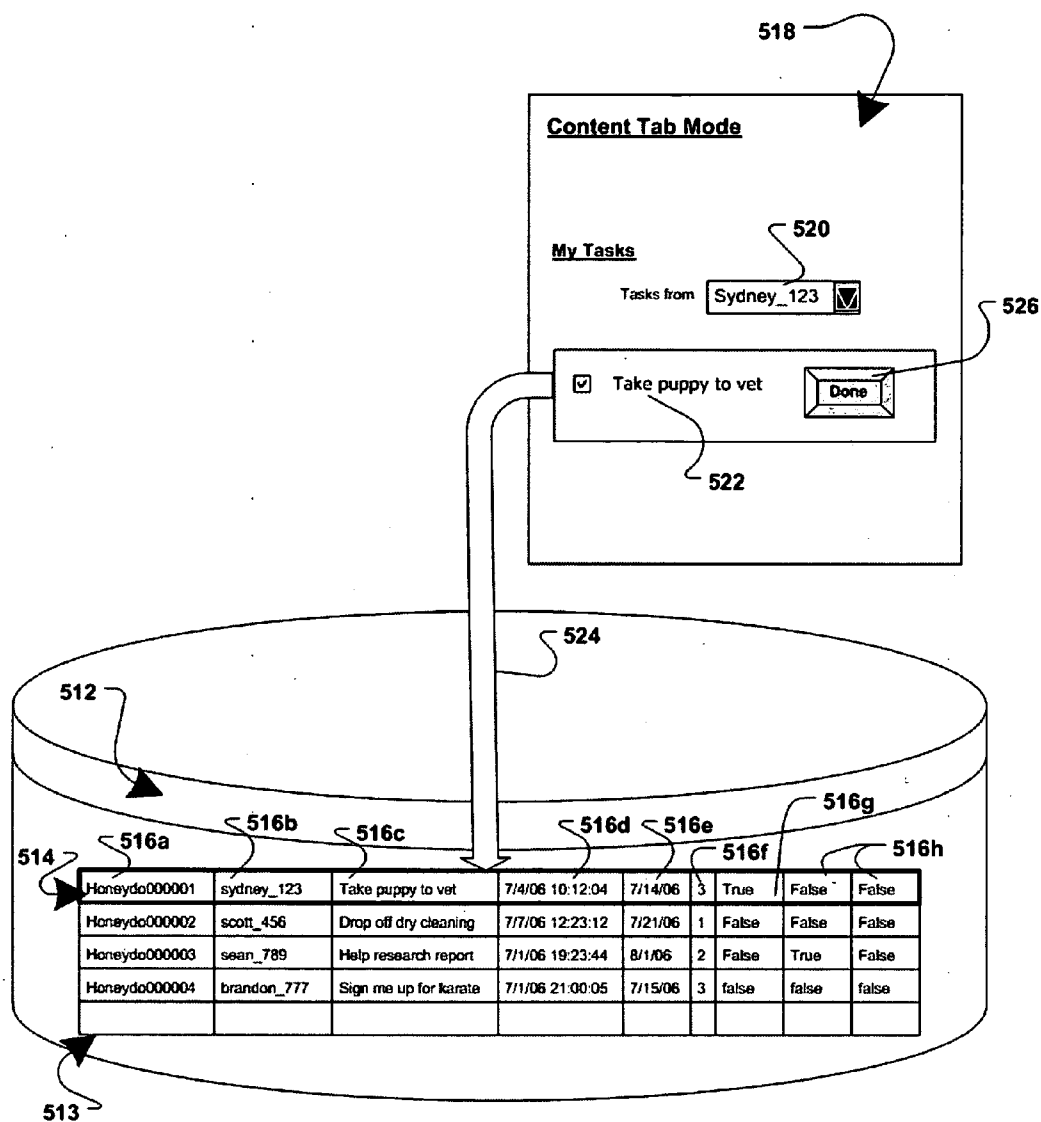 518
Content Tab Mode
520
My Tasks
Tasks from Sydney_123
526
Take puppy to vet Done
522
524
512
516a 516b 516c 516d 516e 516f 516g 516h
514
Honeydo000001 sydney_123 Take puppy to vet 7/4/06 10:12:04 7/14/06 3 True False False
Honeydo000002 scott_456 Drop off dry cleaning 7/7/06 12:23:12 7/21/06 1 False False False
Honeydo000003 sean_789 Help research report 7/1/06 19:23:44 8/1/06 2 False True False
Honeydo000004 brandon_777 Sign me up for karate 7/1/06 21:00:05 7/15/06 3 false false false
513